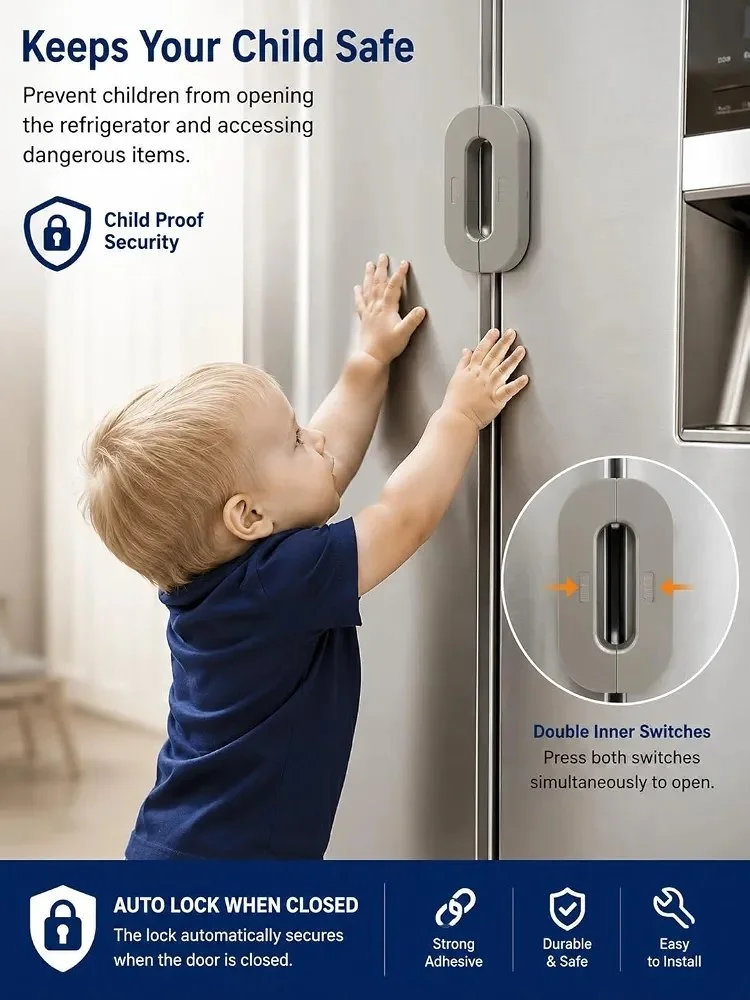 Keeps Your Child Safe
Prevent children from opening
the refrigerator and accessing
dangerous items.
Child Proof
Security
Double Inner Switches
Press both switches
simultaneously to open.
AUTO LOCK WHEN CLOSED
The lock automatically secures
when the door is closed.
Strong
Adhesive
Durable
& Safe
Easy
to Install